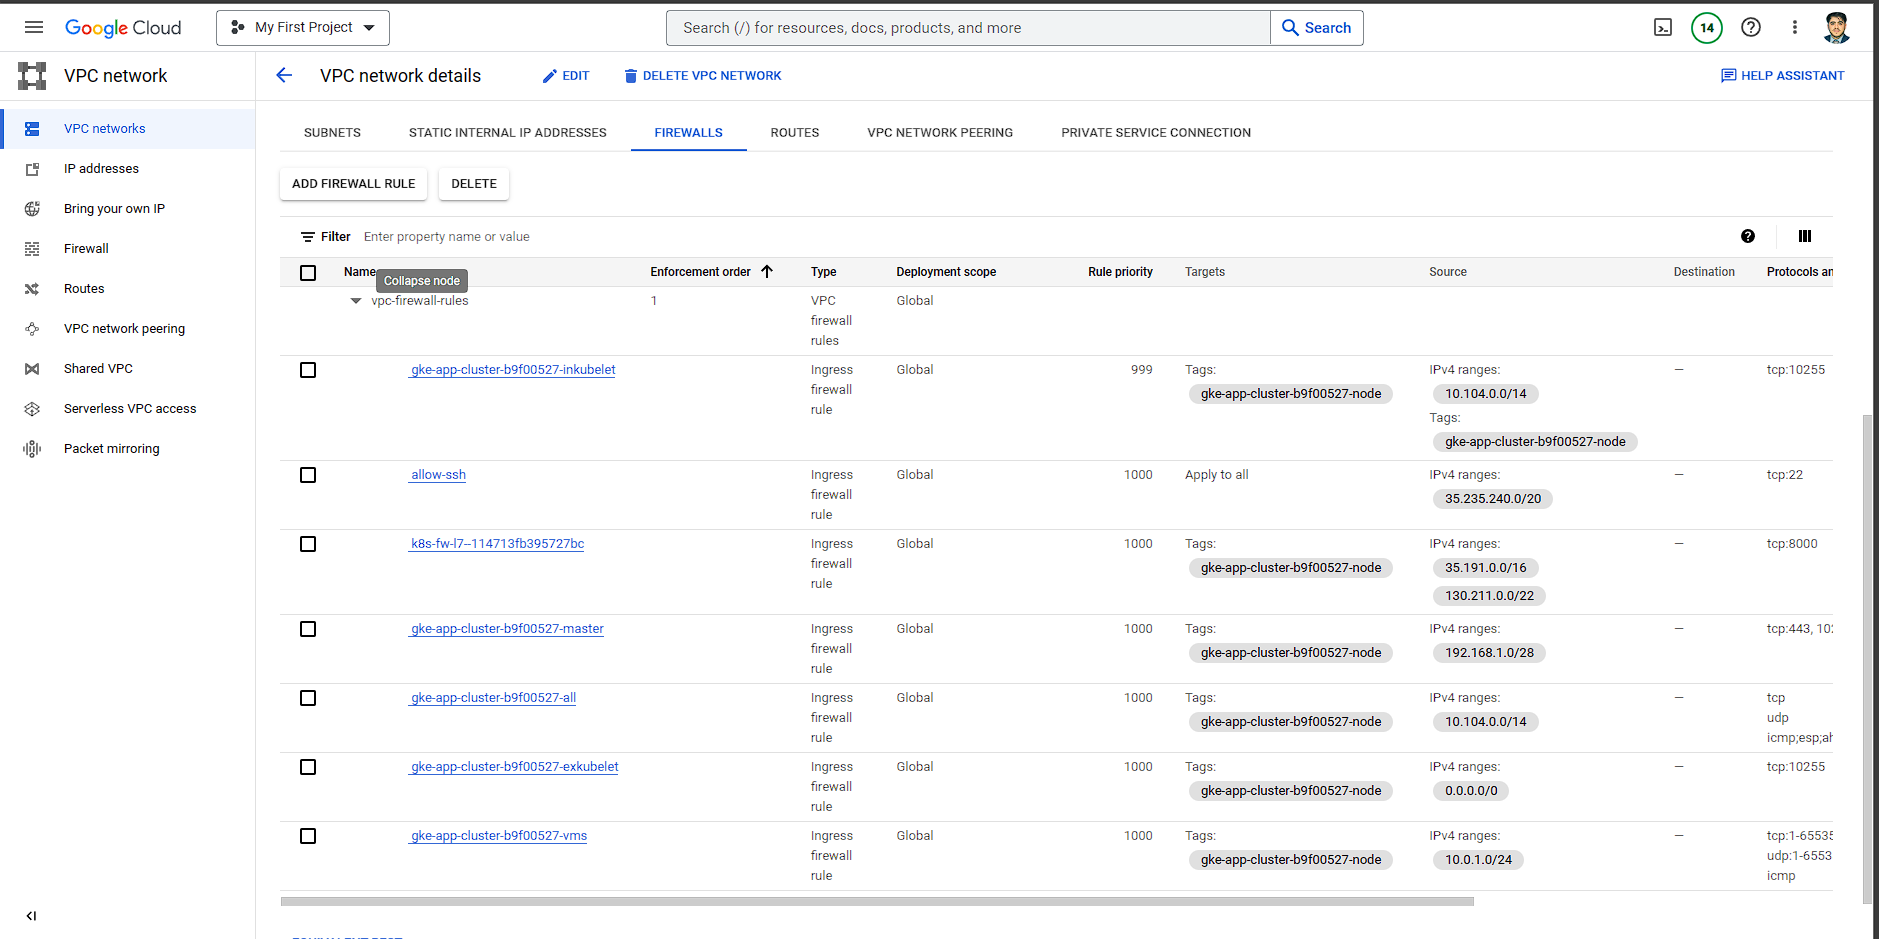 Google Cloud
My First Project
Search (/) for resources, docs, products, and more
Search
14
VPC network
VPC network details
EDIT
DELETE VPC NETWORK
HELP ASSISTANT
VPC networks
IP addresses
Bring your own IP
Firewall
Routes
VPC network peering
Shared VPC
Serverless VPC access
Packet mirroring
SUBNETS
STATIC INTERNAL IP ADDRESSES
FIREWALLS
ROUTES
VPC NETWORK PEERING
PRIVATE SERVICE CONNECTION
ADD FIREWALL RULE
DELETE
Filter
Enter property name or value
Name
Enforcement order
Type
Deployment scope
Rule priority
Targets
Source
Destination
Protocols an
Collapse node
vpc-firewall-rules
1
VPC
firewall
rules
Global
gke-app-cluster-b9f00527-inkubelet
Ingress
firewall
rule
Global
999
Tags:
gke-app-cluster-b9f00527-node
IPv4 ranges:
10.104.0.0/14
Tags:
gke-app-cluster-b9f00527-node
—
tcp:10255
allow-ssh
Ingress
firewall
rule
Global
1000
Apply to all
IPv4 ranges:
35.235.240.0/20
—
tcp:22
k8s-fw-l7--114713fb395727bc
Ingress
firewall
rule
Global
1000
Tags:
gke-app-cluster-b9f00527-node
IPv4 ranges:
35.191.0.0/16
130.211.0.0/22
—
tcp:8000
gke-app-cluster-b9f00527-master
Ingress
firewall
rule
Global
1000
Tags:
gke-app-cluster-b9f00527-node
IPv4 ranges:
192.168.1.0/28
—
tcp:443, 102
gke-app-cluster-b9f00527-all
Ingress
firewall
rule
Global
1000
Tags:
gke-app-cluster-b9f00527-node
IPv4 ranges:
10.104.0.0/14
—
tcp
udp
icmp;esp;ah
gke-app-cluster-b9f00527-exkubelet
Ingress
firewall
rule
Global
1000
Tags:
gke-app-cluster-b9f00527-node
IPv4 ranges:
0.0.0.0/0
—
tcp:10255
gke-app-cluster-b9f00527-vms
Ingress
firewall
rule
Global
1000
Tags:
gke-app-cluster-b9f00527-node
IPv4 ranges:
10.0.1.0/24
—
tcp:1-65535
udp:1-6553
icmp